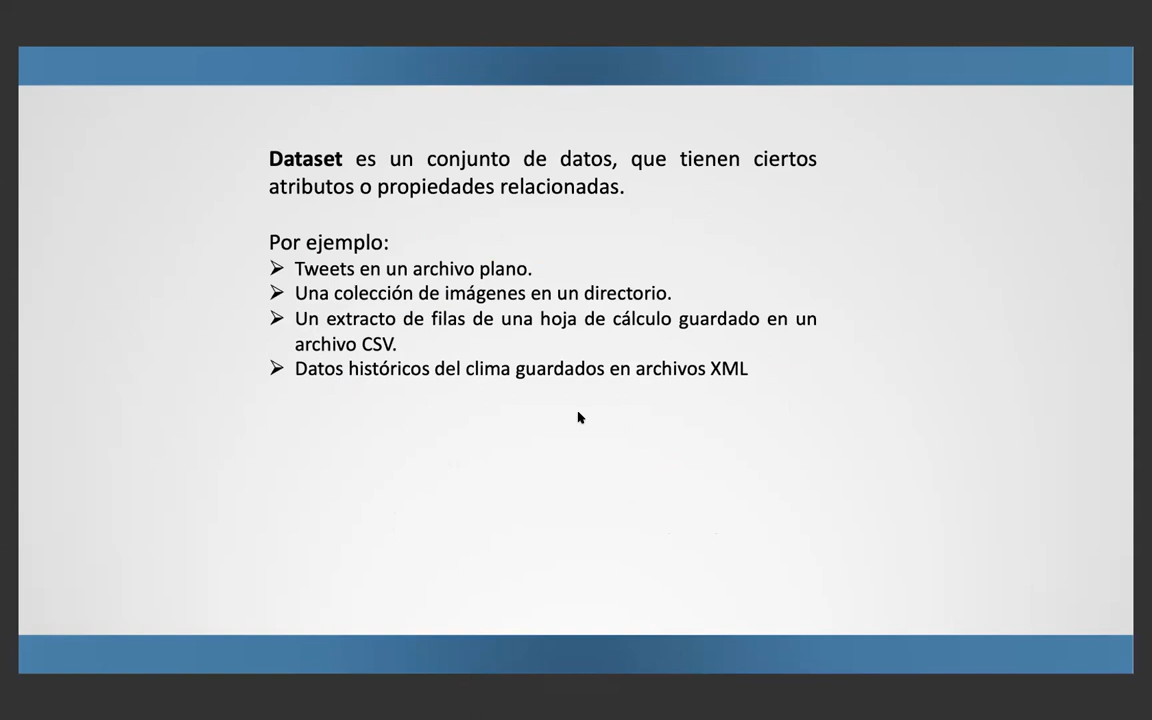 Dataset es un conjunto de datos, que tienen ciertos
atributos o propiedades relacionadas.
Por ejemplo:
➢ Tweets en un archivo plano.
➢ Una colección de imágenes en un directorio.
➢ Un extracto de filas de una hoja de cálculo guardado en un
archivo CSV.
➢ Datos históricos del clima guardados en archivos XML